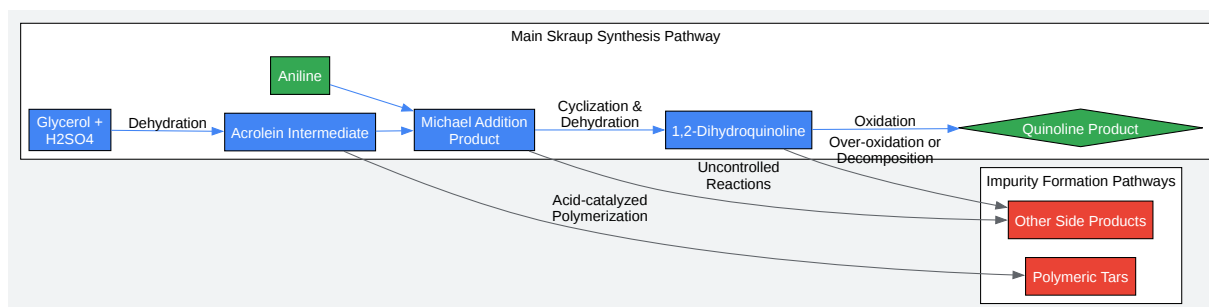 Main Skraup Synthesis Pathway
Aniline
Glycerol +
H2SO4
Dehydration
Acrolein Intermediate
Michael Addition
Product
Cyclization &
Dehydration
1,2-Dihydroquinoline
Oxidation
Quinoline Product
Over-oxidation or
Decomposition
Uncontrolled
Reactions
Acid-catalyzed
Polymerization
Impurity Formation Pathways
Other Side Products
Polymeric Tars